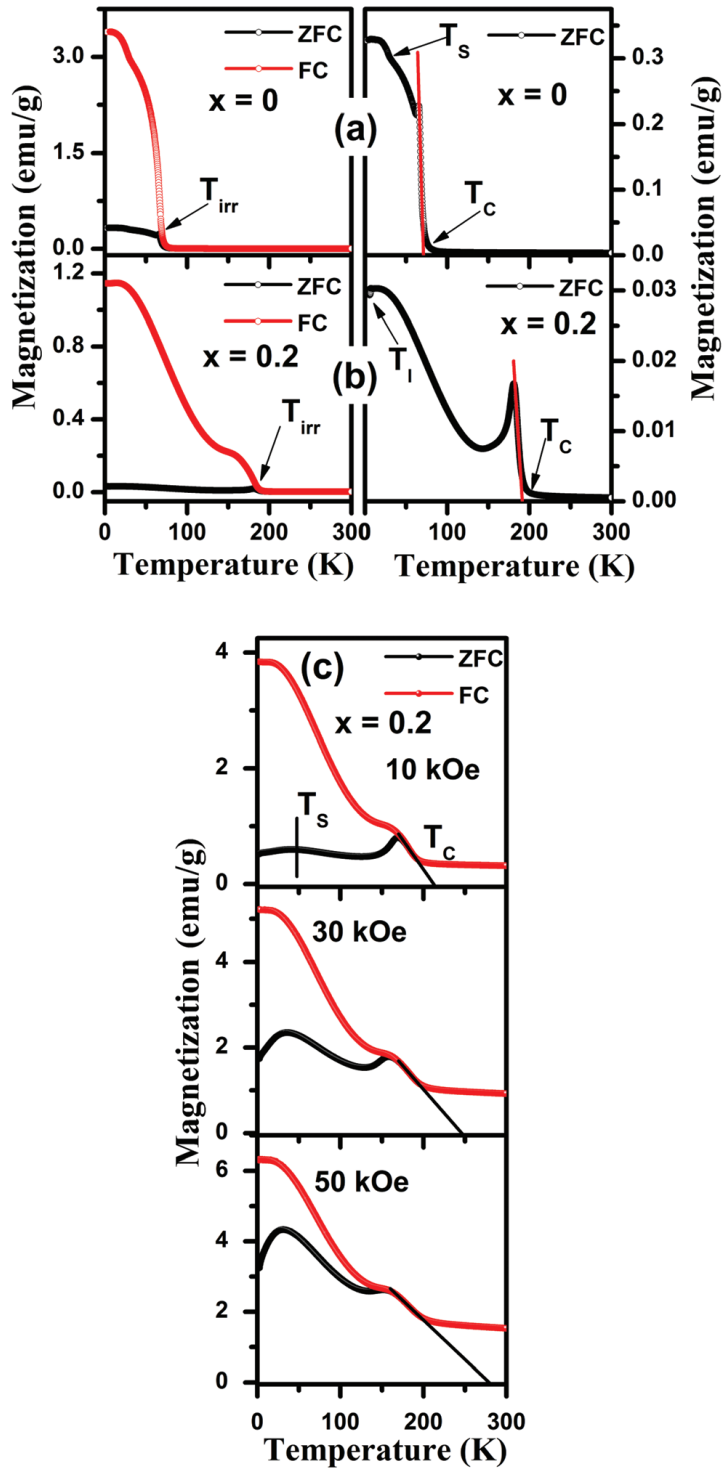 3.0
1.5
0.0
ZFC
FC
x = 0
T_irr
(a)
T_S
ZFC
x = 0
T_C
0.3
0.2
0.1
0.0
1.2
0.8
0.4
0.0
ZFC
FC
x = 0.2
T_irr
(b)
ZFC
x = 0.2
T_I
T_C
0.03
0.02
0.01
0.00
Magnetization (emu/g)
Magnetization (emu/g)
0 100 200 300
100 200 300
Temperature (K)
Temperature (K)
4
2
0
(c)
ZFC
FC
x = 0.2
10 kOe
T_S
T_C
4
2
0
30 kOe
6
4
2
0
50 kOe
Magnetization (emu/g)
0 100 200 300
Temperature (K)